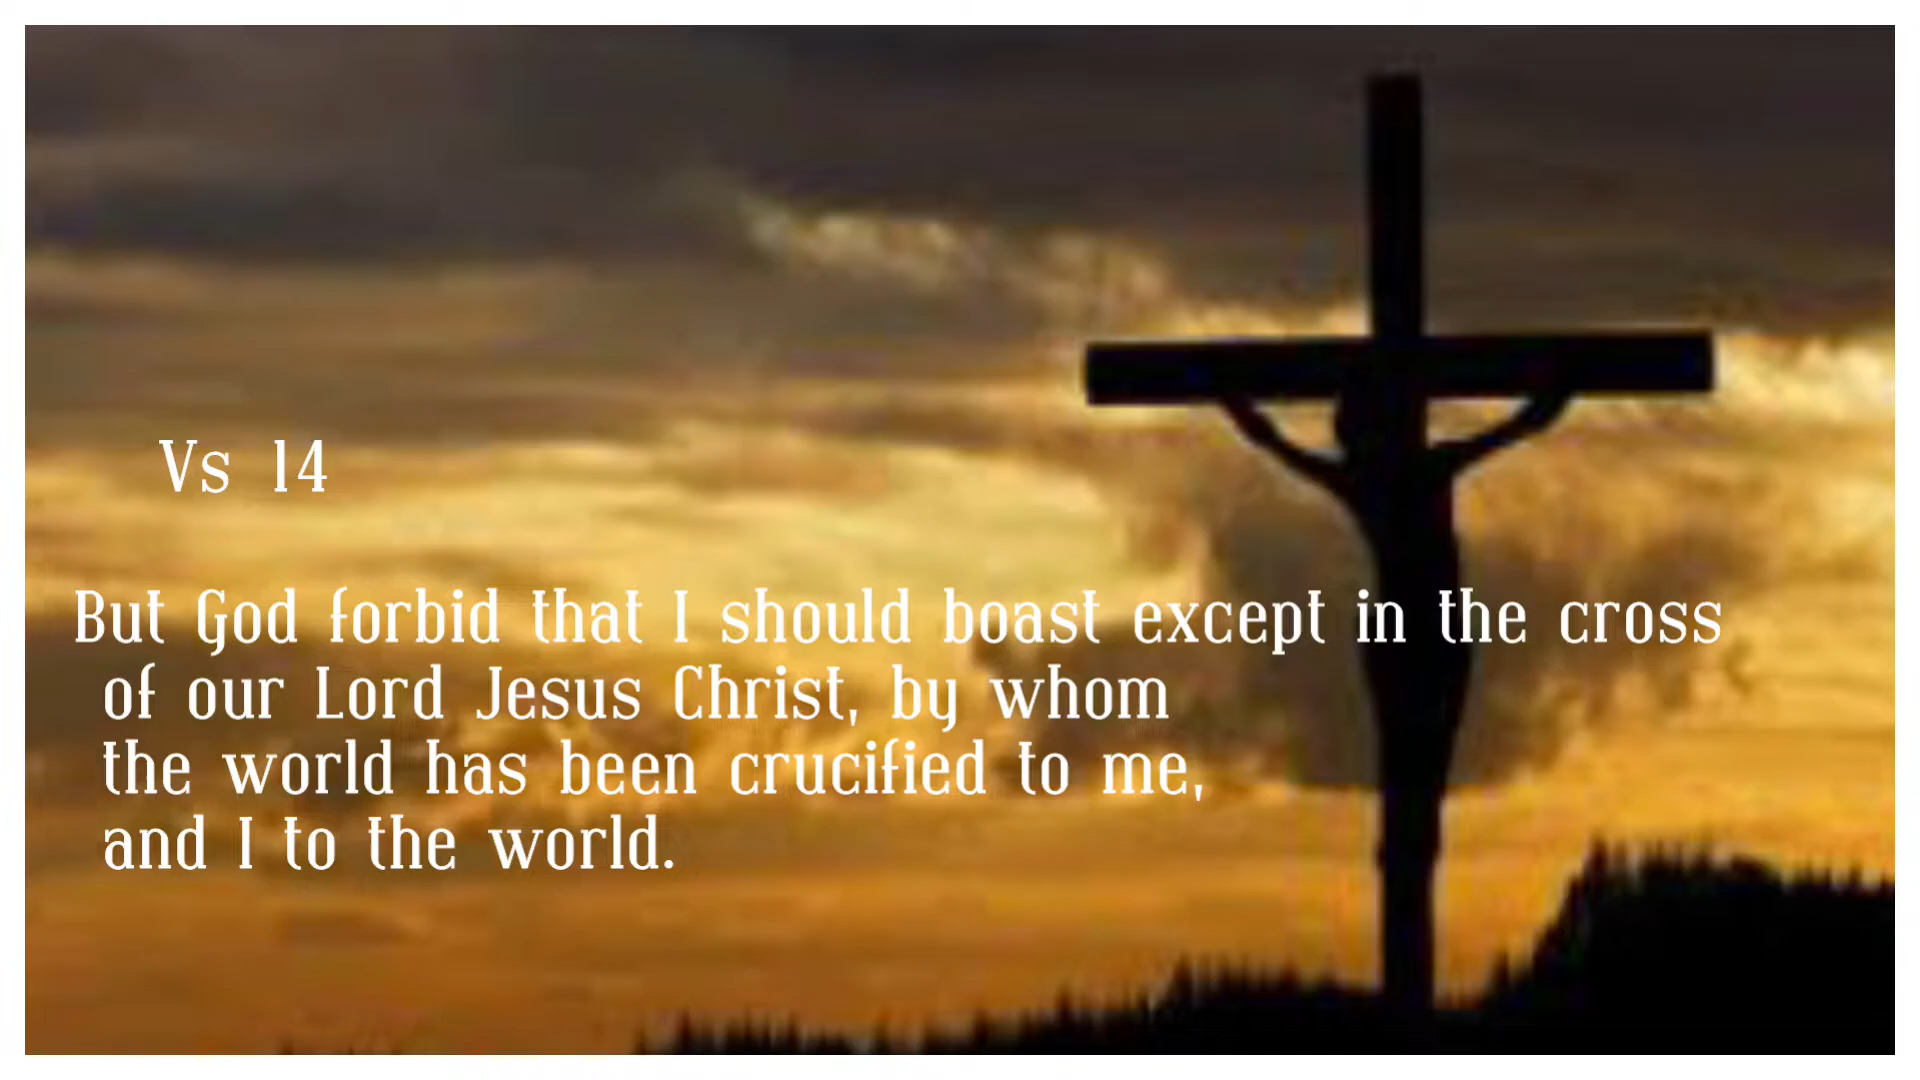 Vs 14
But God forbid that I should boast except in the cross
of our Lord Jesus Christ, by whom
the world has been crucified to me,
and I to the world.